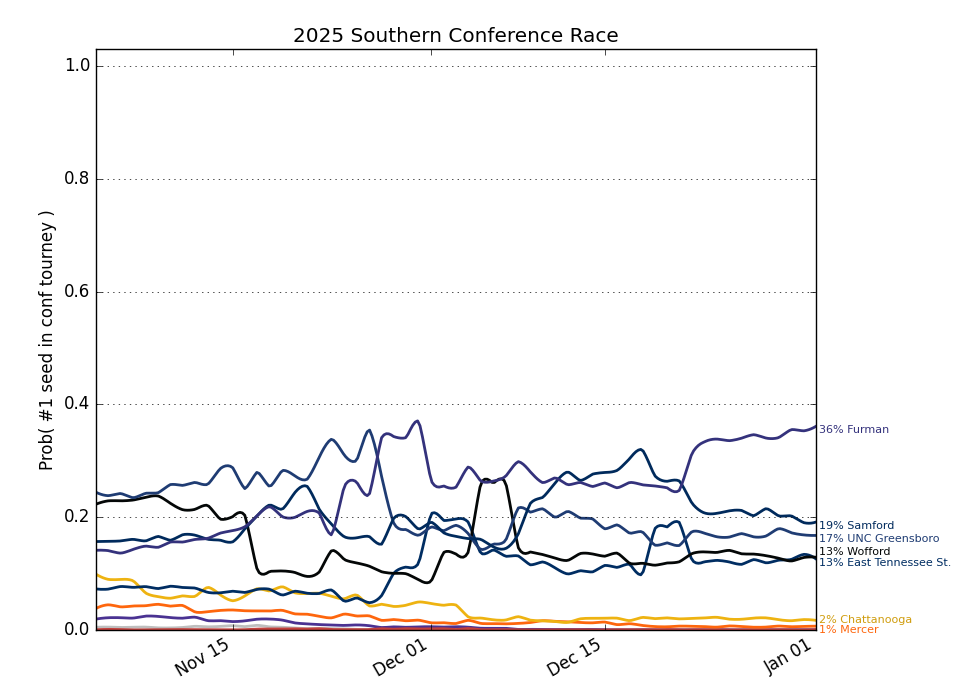 2025 Southern Conference Race
Prob( #1 seed in conf tourney )
1.0
0.8
0.6
0.4
0.2
0.0
Nov 15
Dec 01
Dec 15
Jan 01
36% Furman
19% Samford
17% UNC Greensboro
13% Wofford
13% East Tennessee St.
2% Chattanooga
1% Mercer